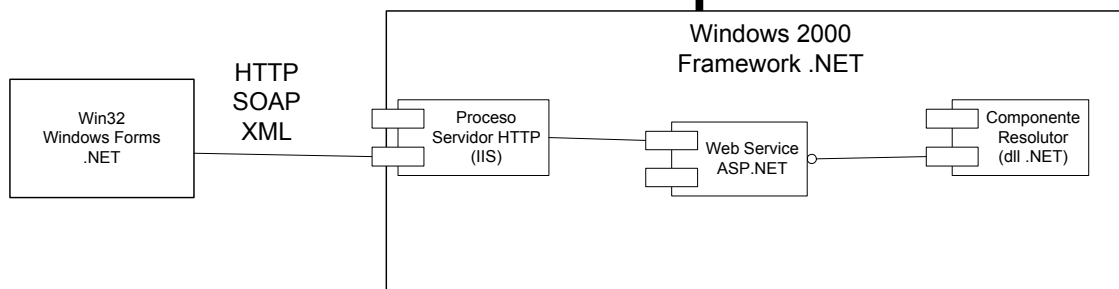 Windows 2000
Framework .NET
HTTP
SOAP
XML
Win32
Windows Forms
.NET
Proceso
Servidor HTTP
(IIS)
Web Service
ASP.NET
Componente
Resolutor
(dll .NET)